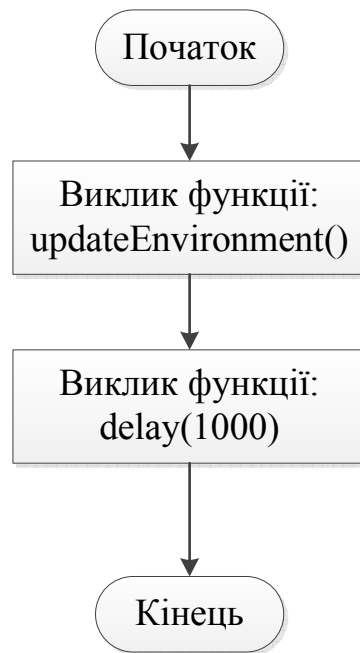 Початок
Виклик функції:
updateEnvironment()
Виклик функції:
delay(1000)
Кінець